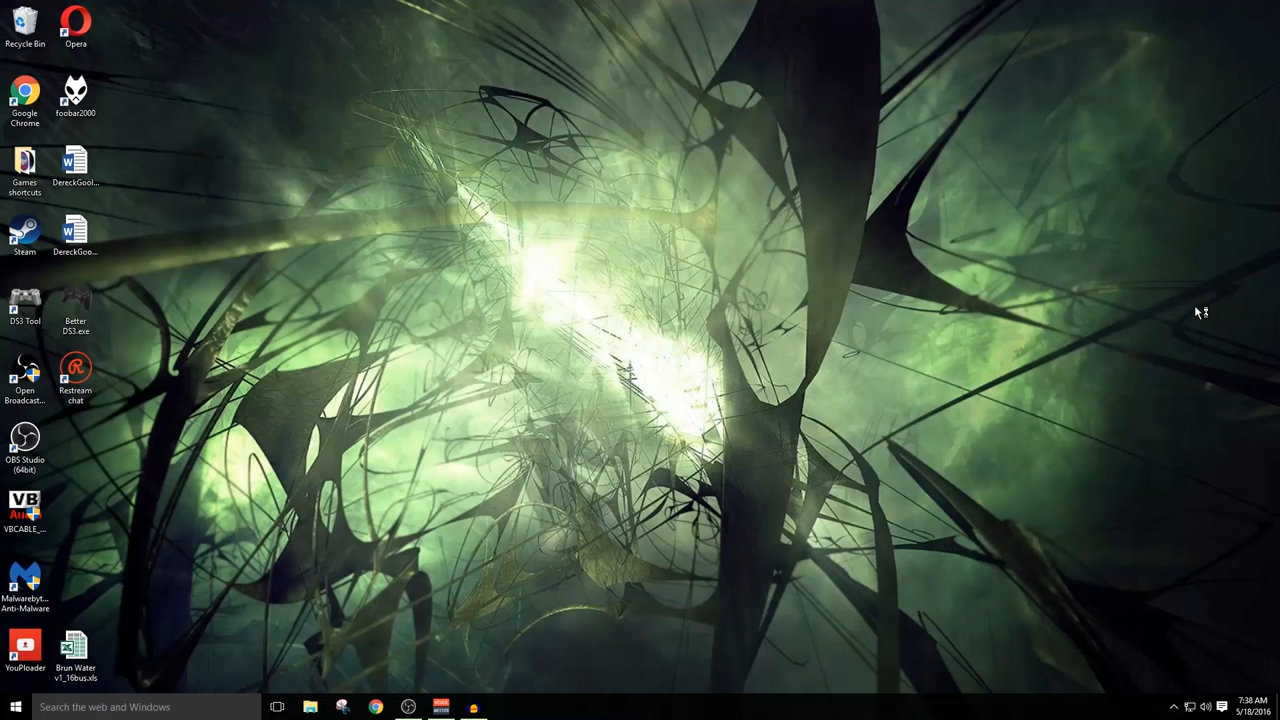 Recycle Bin
Opera
Google
Chrome
foobar2000
Games
shortcuts
DereckGool...
Steam
DereckGoo...
DS3 Tool
Better
DS3.exe
Open
Broadcast...
Restream
chat
OBS Studio
(64bit)
VB
VBCABLE_...
Malwarebyt...
Anti-Malware
YouPloader
Brun Water
v1_16bus.xls
Search the web and Windows
7:38 AM
5/18/2016